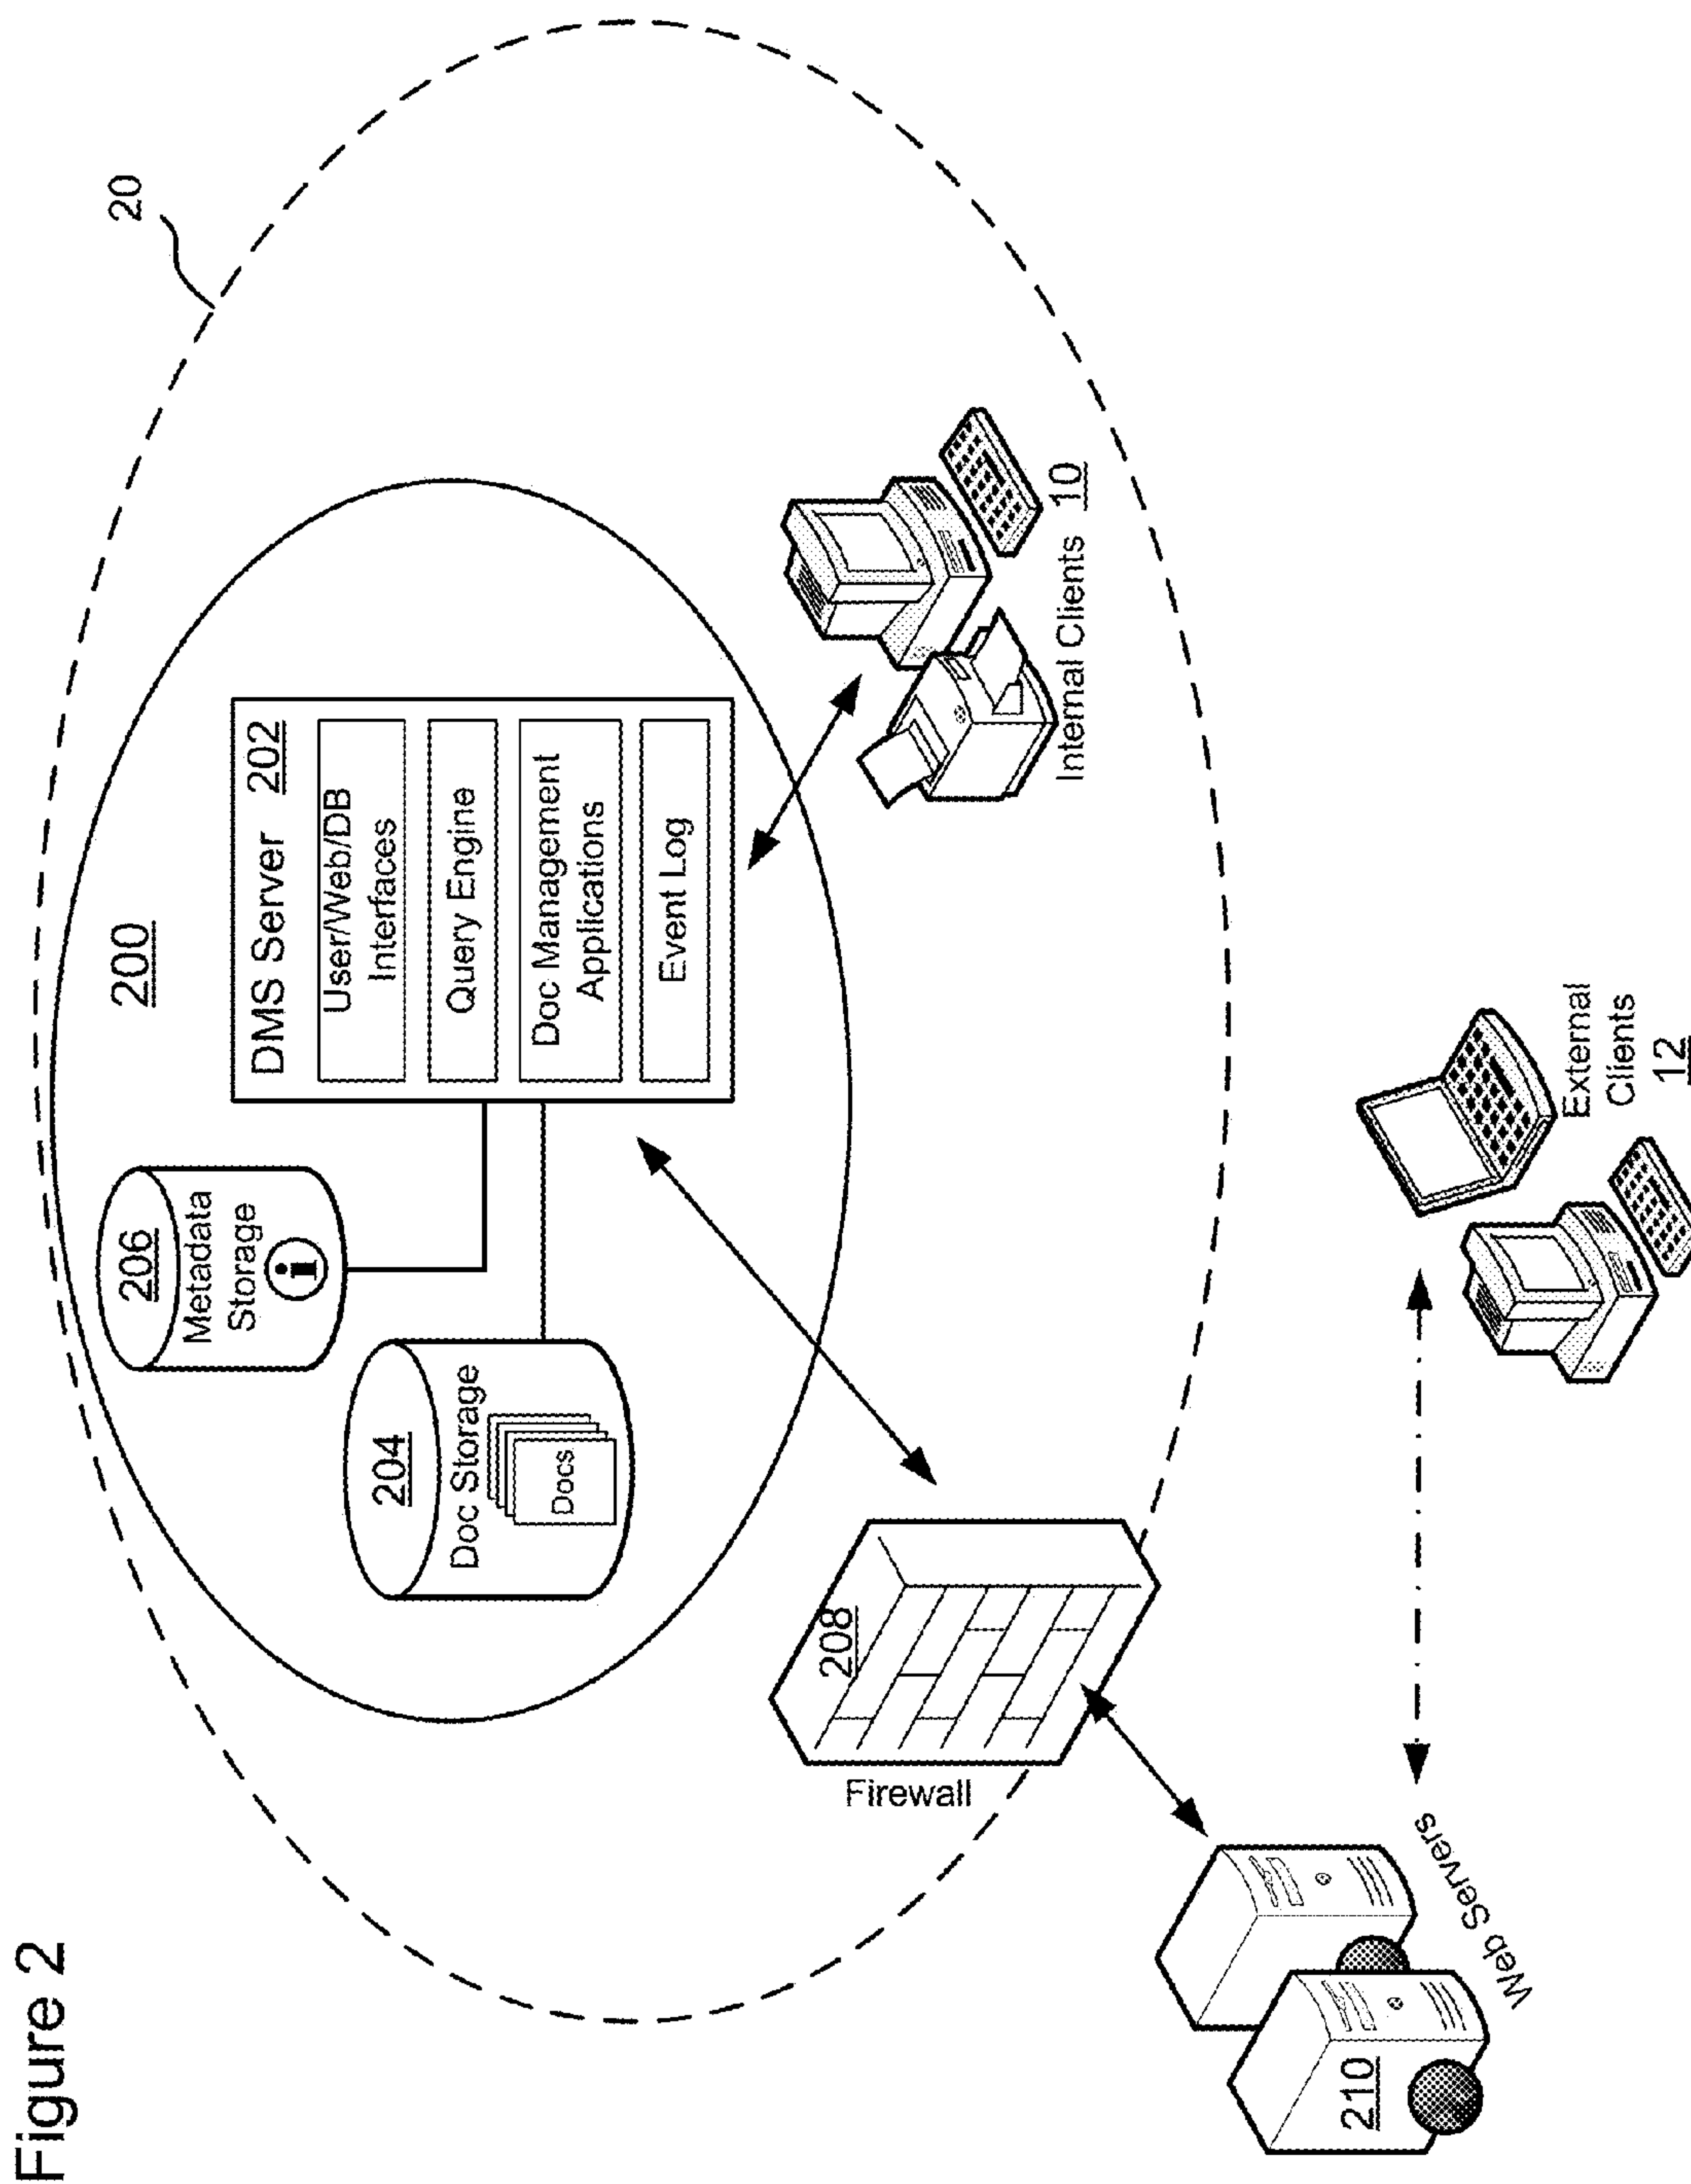 Figure 2
20
200
206
Metadata
Storage
i
204
Doc Storage
Docs
DMS Server 202
User/Web/DB
Interfaces
Query Engine
Doc Management
Applications
Event Log
208
Firewall
Internal Clients 10
210
Web Servers
External
Clients
12